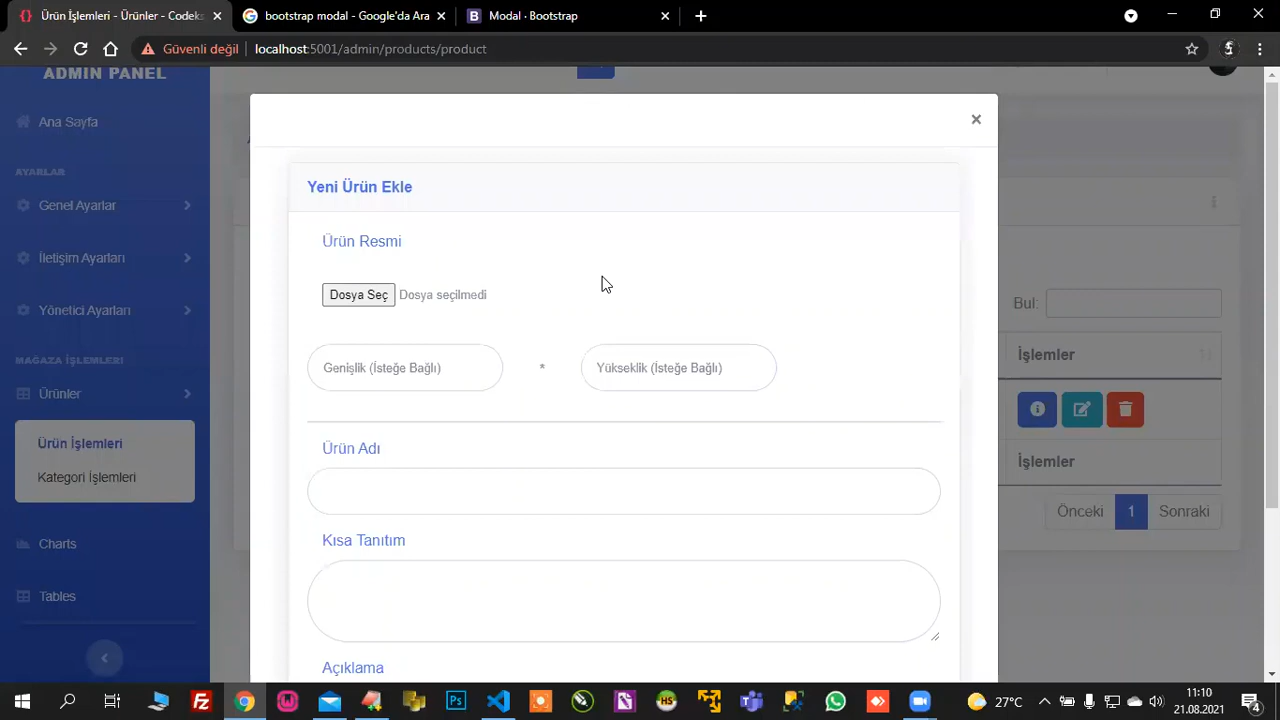 Ürün İşlemleri - Ürünler - Codeks
bootstrap modal - Google'da Ara
B Modal · Bootstrap
Güvenli değil
localhost:5001/admin/products/product
ADMIN PANEL
Ana Sayfa
AYARLAR
Genel Ayarlar
İletişim Ayarları
Yönetici Ayarları
MAĞAZA İŞLEMLERİ
Ürünler
Ürün İşlemleri
Kategori İşlemleri
Charts
Tables
×
Yeni Ürün Ekle
Ürün Resmi
Dosya Seç Dosya seçilmedi
Genişlik (İsteğe Bağlı) * Yükseklik (İsteğe Bağlı)
Ürün Adı
Kısa Tanıtım
Açıklama
Bul:
İşlemler
İşlemler
Önceki 1 Sonraki
27°C
11:10
21.08.2021
4